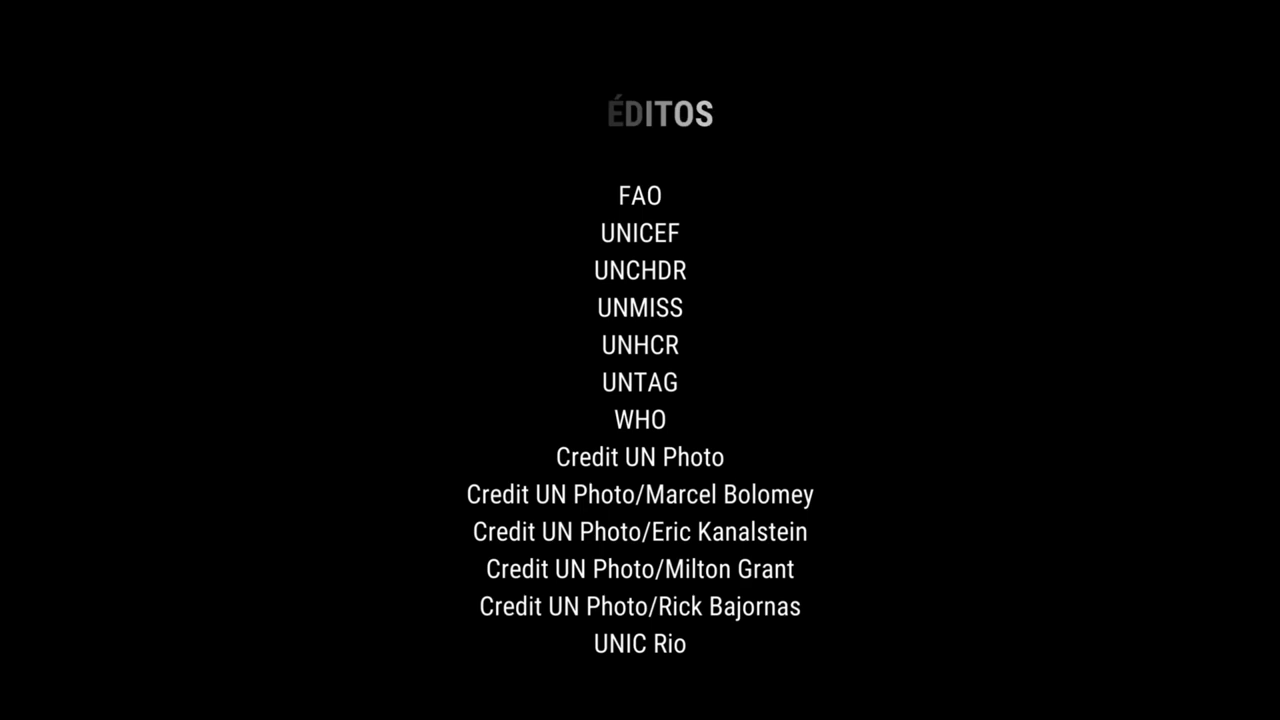 ÉDITOS
FAO
UNICEF
UNCHDR
UNMISS
UNHCR
UNTAG
WHO
Credit UN Photo
Credit UN Photo/Marcel Bolomey
Credit UN Photo/Eric Kanalstein
Credit UN Photo/Milton Grant
Credit UN Photo/Rick Bajornas
UNIC Rio